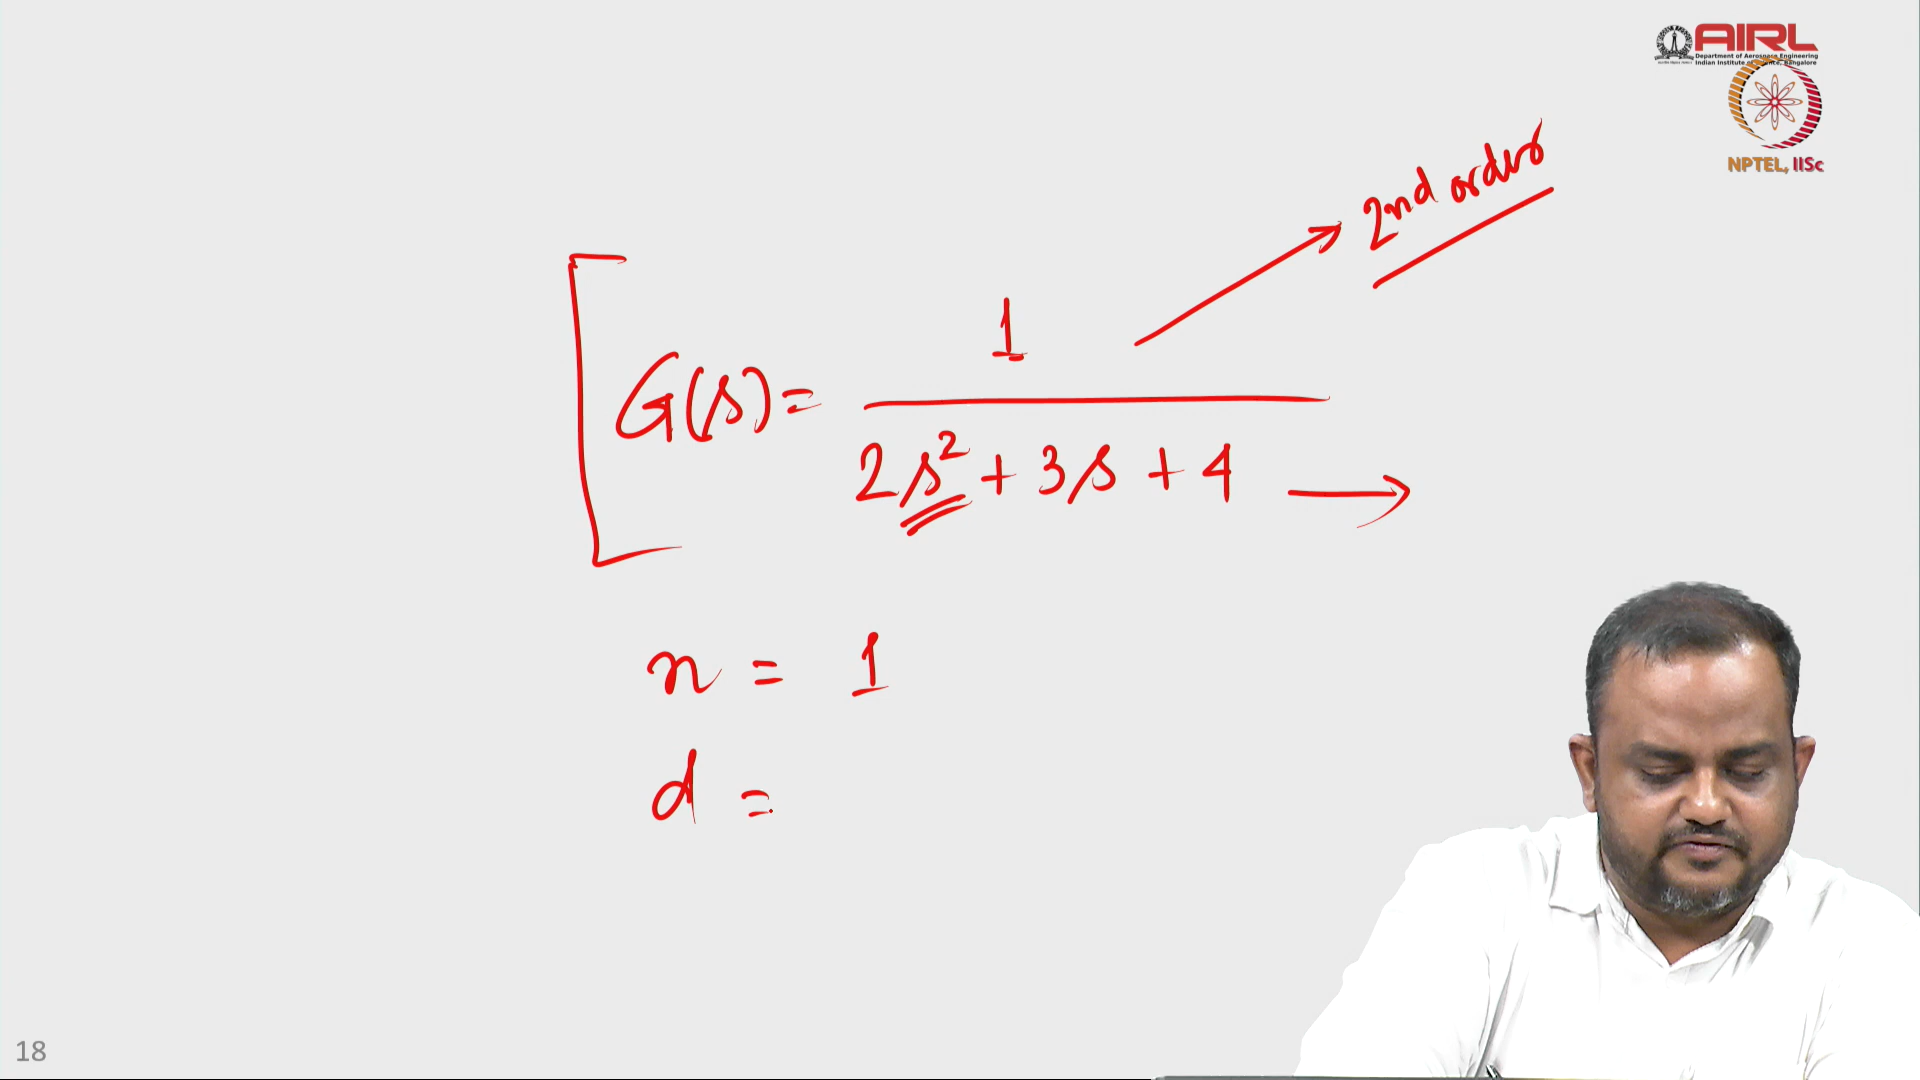 AIRL
Department of Aerospace Engineering
Indian Institute of Science, Bangalore
NPTEL, IISc
2nd order
G(s) = 1 / (2s² + 3s + 4) →
n = 1
d =
18